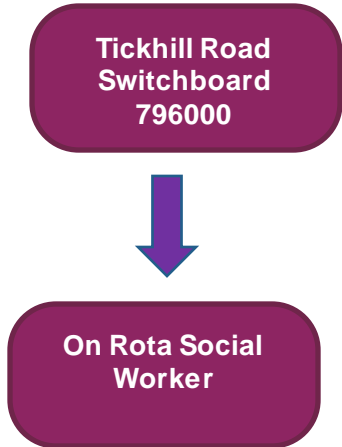 Tickhill Road
Switchboard
796000
On Rota Social
Worker